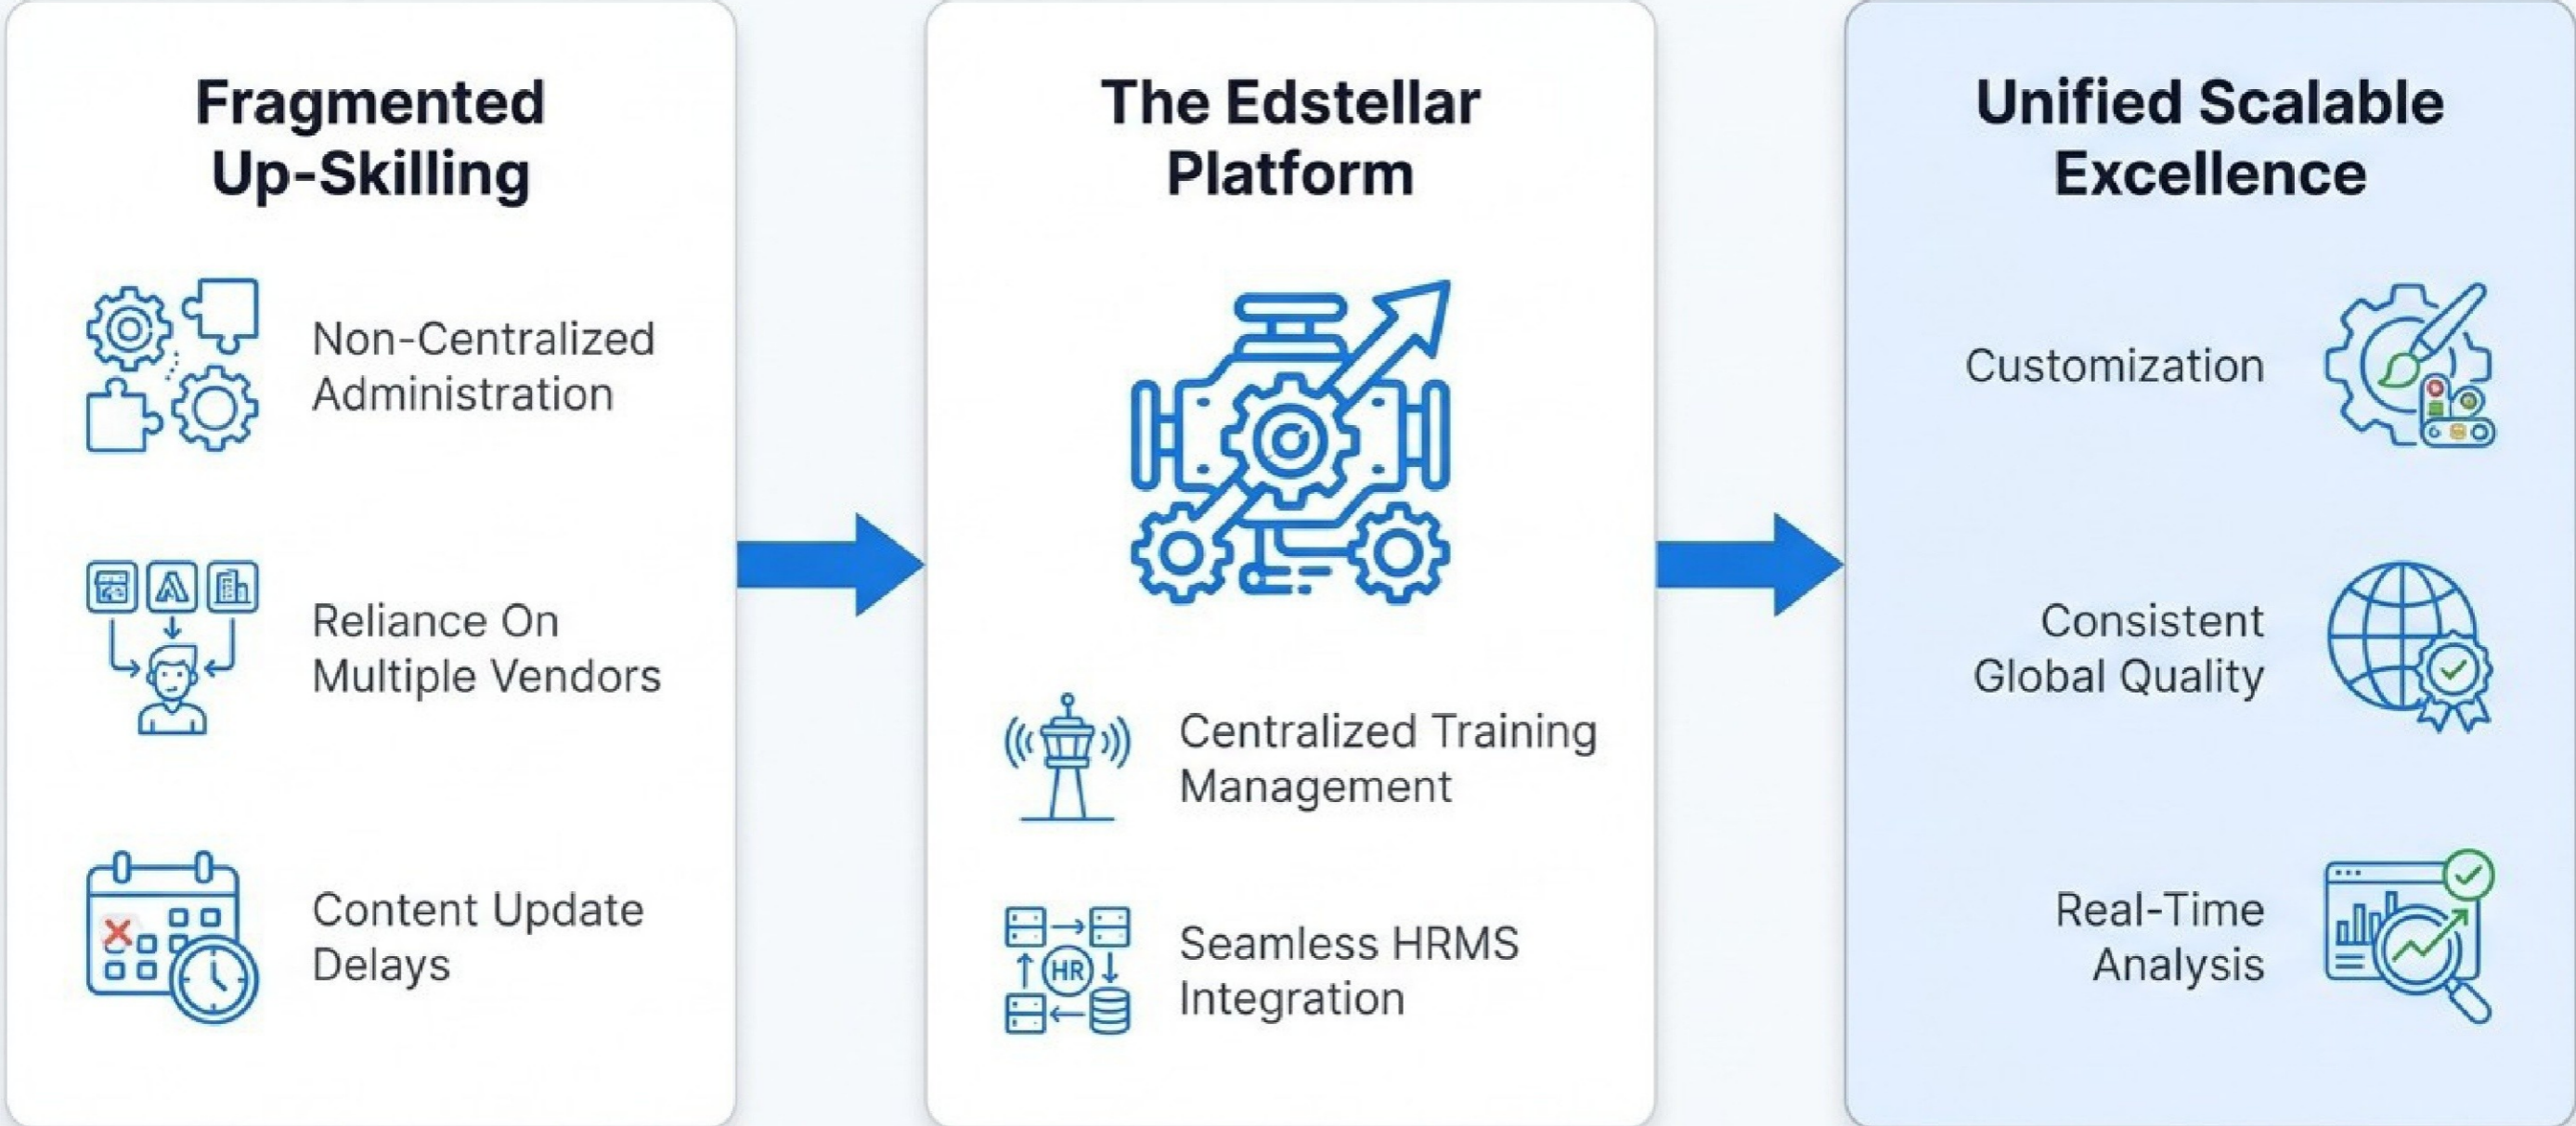 Fragmented
Up-Skilling
Non-Centralized
Administration
Reliance On
Multiple Vendors
Content Update
Delays
The Edstellar
Platform
Centralized Training
Management
HR
Seamless HRMS
Integration
Unified Scalable
Excellence
Customization
Consistent
Global Quality
Real-Time
Analysis